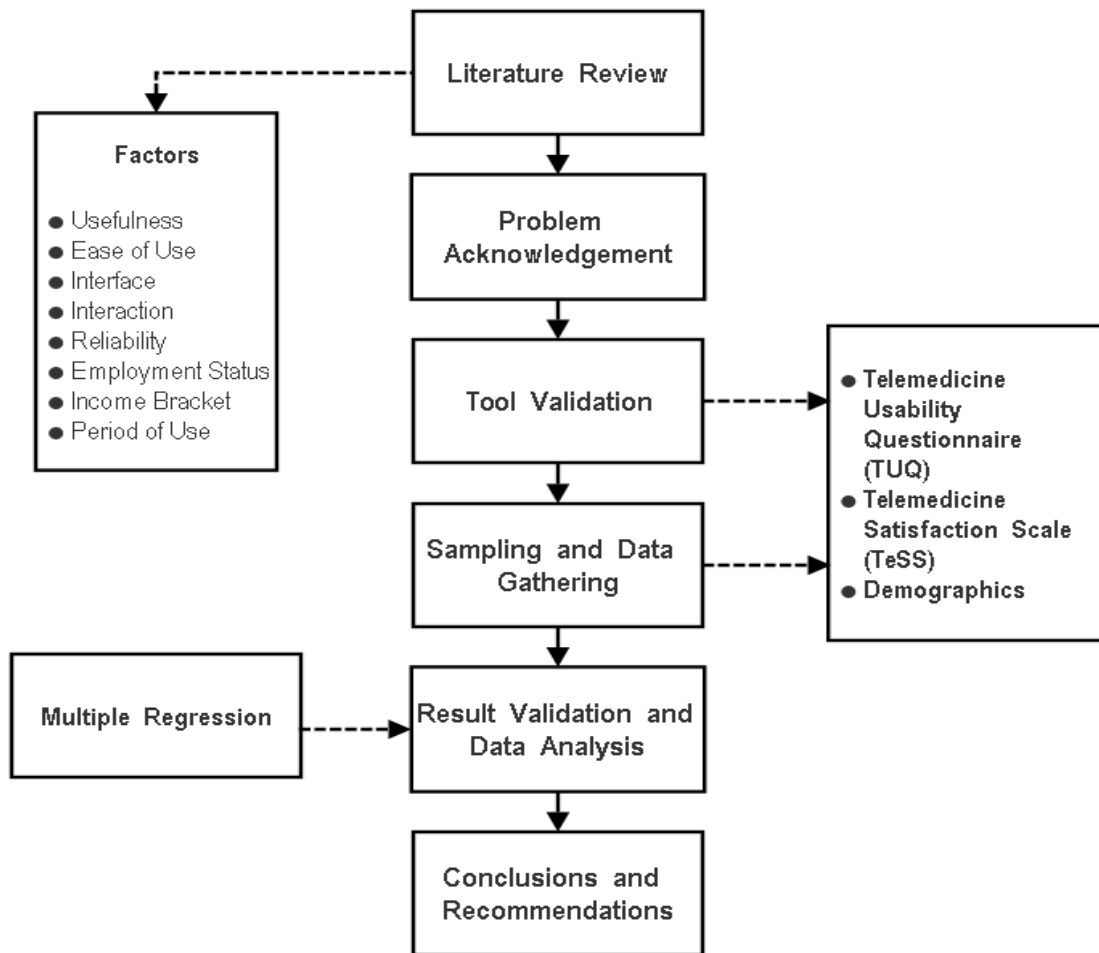 Literature Review
Factors
Usefulness
Ease of Use
Interface
Interaction
Reliability
Employment Status
Income Bracket
Period of Use
Problem
Acknowledgement
Tool Validation
Telemedicine
Usability
Questionnaire
(TUQ)
Telemedicine
Satisfaction Scale
(TeSS)
Demographics
Sampling and Data
Gathering
Multiple Regression
Result Validation and
Data Analysis
Conclusions and
Recommendations